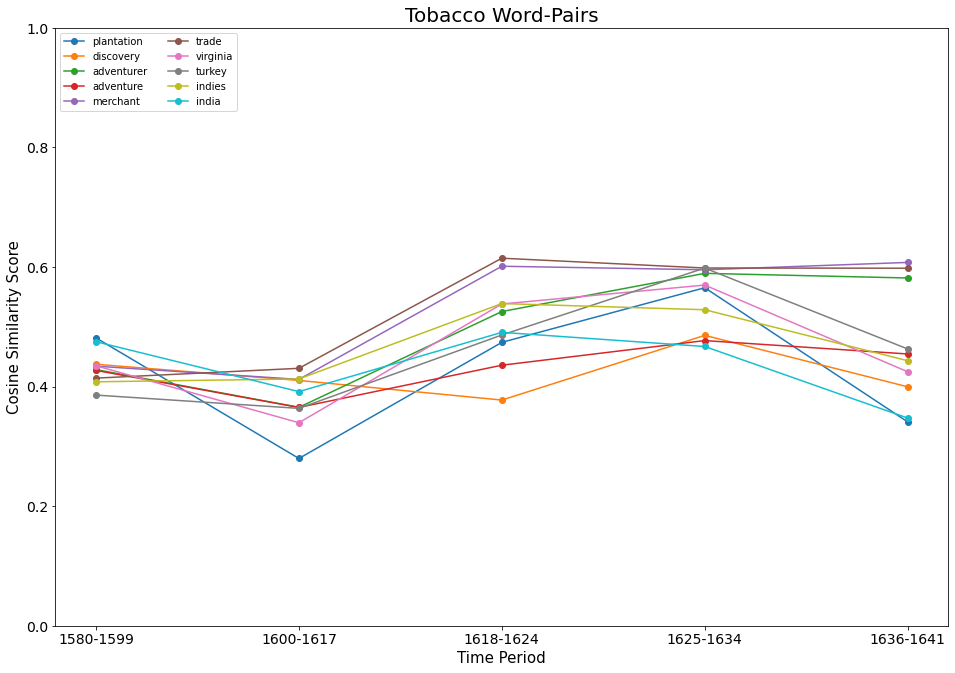 Tobacco Word-Pairs
1.0
0.8
0.6
0.4
0.2
0.0
Cosine Similarity Score
plantation
discovery
adventurer
adventure
merchant
trade
virginia
turkey
indies
india
1580-1599 1600-1617 1618-1624 1625-1634 1636-1641
Time Period